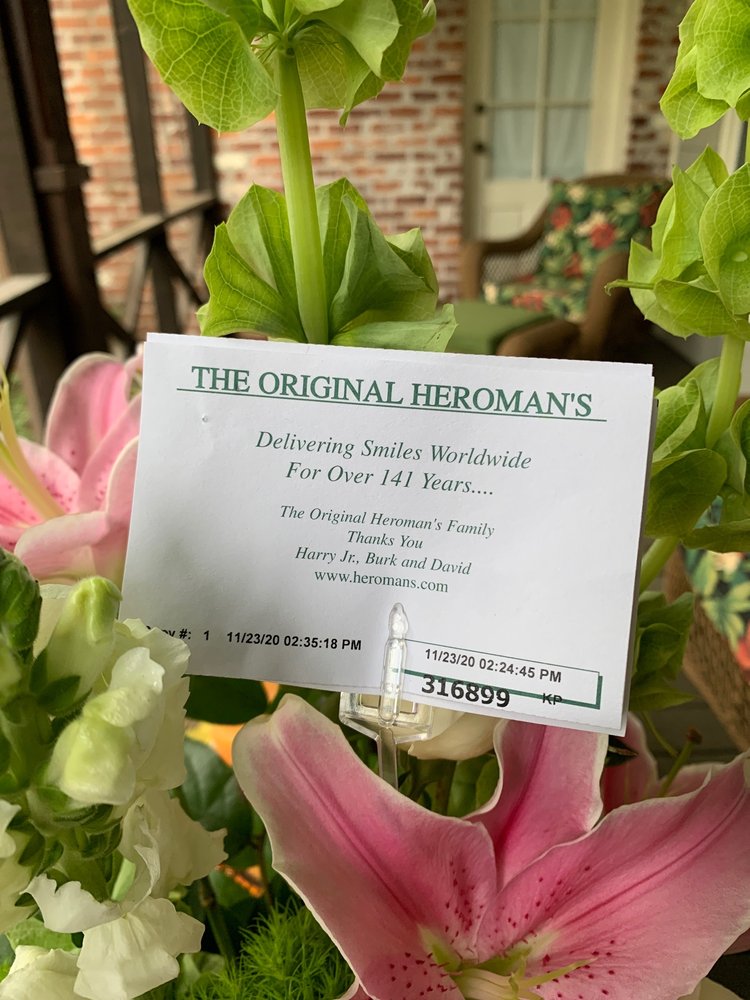 THE ORIGINAL HEROMAN'S
Delivering Smiles Worldwide
For Over 141 Years....
The Original Heroman's Family
Thanks You
Harry Jr., Burk and David
www.heromans.com
#: 1 11/23/20 02:35:18 PM
11/23/20 02:24:45 PM
316899 KP